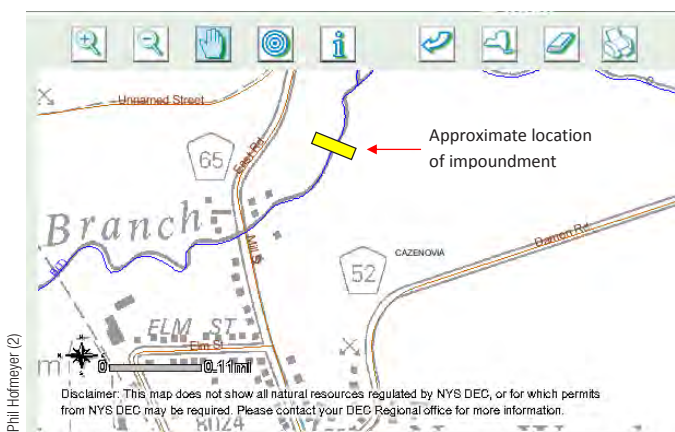 Unnamed Street
65
East Rd
Approximate location
of impoundment
Branch
Mill S
Damon Rd
CAZENOVIA
52
ELM ST
Elm St
0
0.11mi
Disclaimer: This map does not show all natural resources regulated by NYS DEC, or for which permits
from NYS DEC may be required. Please contact your DEC Regional office for more information.
8024
Phil Hofmeyer (2)